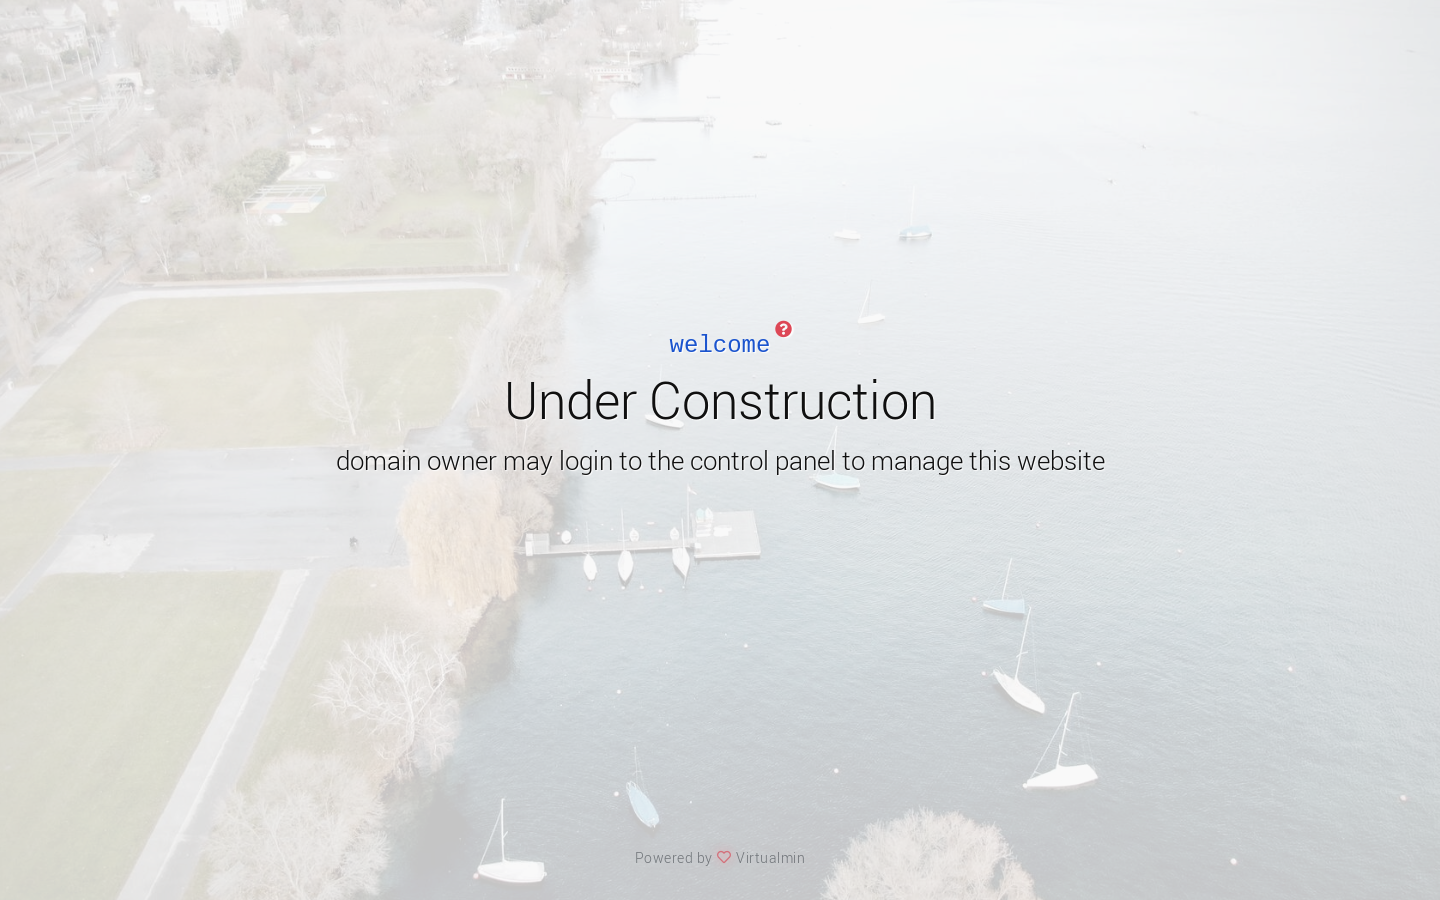 welcome ?
Under Construction
domain owner may login to the control panel to manage this website
Powered by Virtualmin